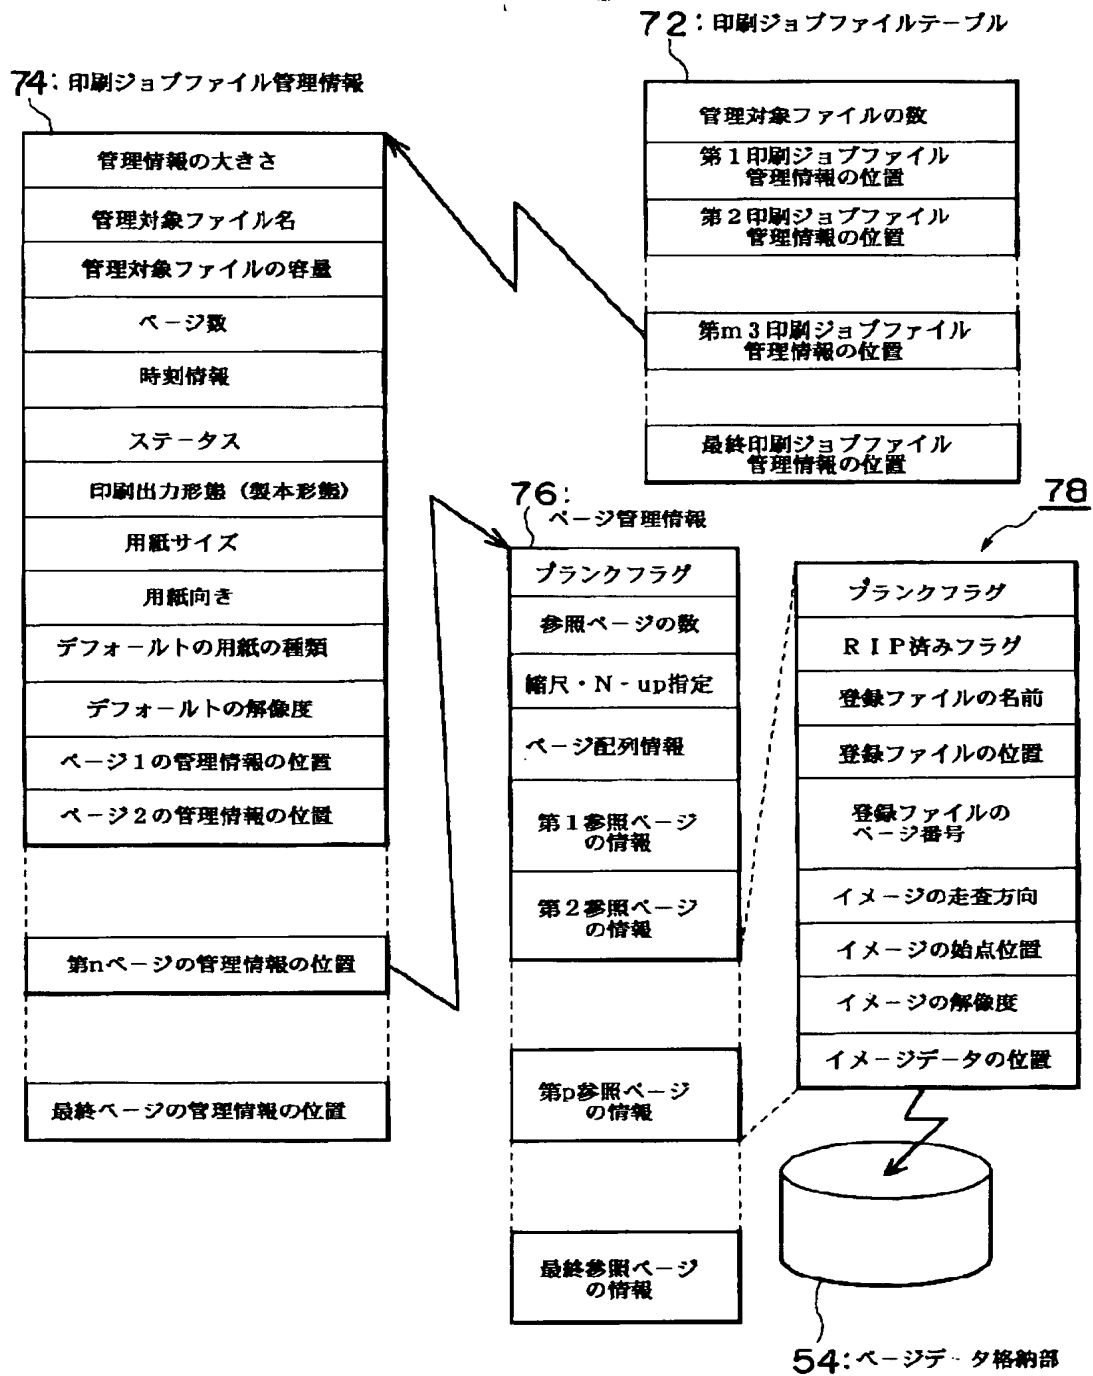 72:印刷ジョブファイルテーブル
管理対象ファイルの数
第1印刷ジョブファイル
管理情報の位置
第2印刷ジョブファイル
管理情報の位置
第m3印刷ジョブファイル
管理情報の位置
最終印刷ジョブファイル
管理情報の位置
74:印刷ジョブファイル管理情報
管理情報の大きさ
管理対象ファイル名
管理対象ファイルの容量
ページ数
時刻情報
ステータス
印刷出力形態(製本形態)
用紙サイズ
用紙向き
デフォールトの用紙の種類
デフォールトの解像度
ページ1の管理情報の位置
ページ2の管理情報の位置
第nページの管理情報の位置
最終ページの管理情報の位置
76:
ページ管理情報
ブランクフラグ
参照ページの数
縮尺・N-up指定
ページ配列情報
第1参照ページ
の情報
第2参照ページ
の情報
第p参照ページ
の情報
最終参照ページ
の情報
78
ブランクフラグ
RIP済みフラグ
登録ファイルの名前
登録ファイルの位置
登録ファイルの
ページ番号
イメージの走査方向
イメージの始点位置
イメージの解像度
イメージデータの位置
54:ページデータ格納部